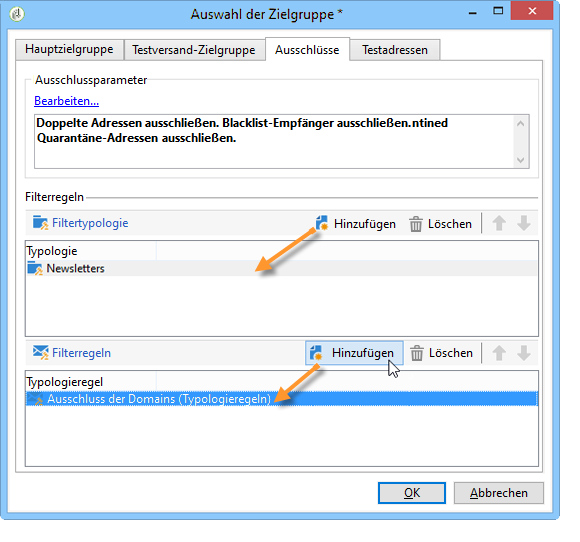 Auswahl der Zielgruppe *
Hauptzielgruppe Testversand-Zielgruppe Ausschlüsse Testadressen
Ausschlussparameter
Bearbeiten...
Doppelte Adressen ausschließen. Blacklist-Empfänger ausschließen.ntined
Quarantäne-Adressen ausschließen.
Filterregeln
Filtertypologie Hinzufügen Löschen
Typologie
Newsletters
Filterregeln Hinzufügen Löschen
Typologieregel
Ausschluss der Domains (Typologieregeln)
OK Abbrechen